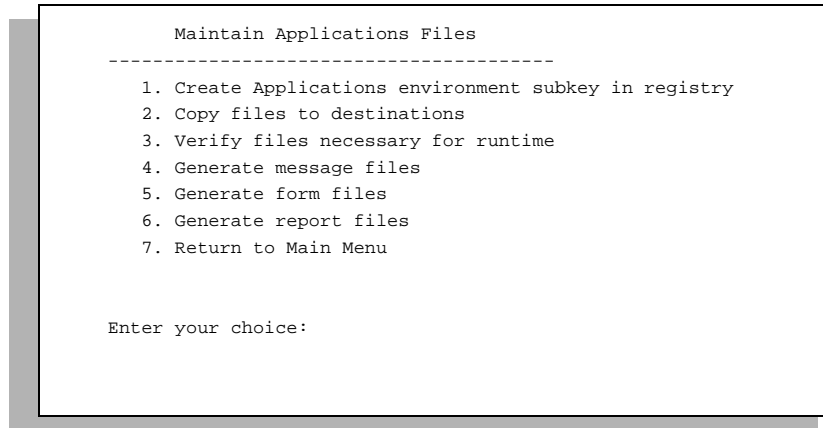 Maintain Applications Files
----------------------------------------
1. Create Applications environment subkey in registry
2. Copy files to destinations
3. Verify files necessary for runtime
4. Generate message files
5. Generate form files
6. Generate report files
7. Return to Main Menu
Enter your choice: